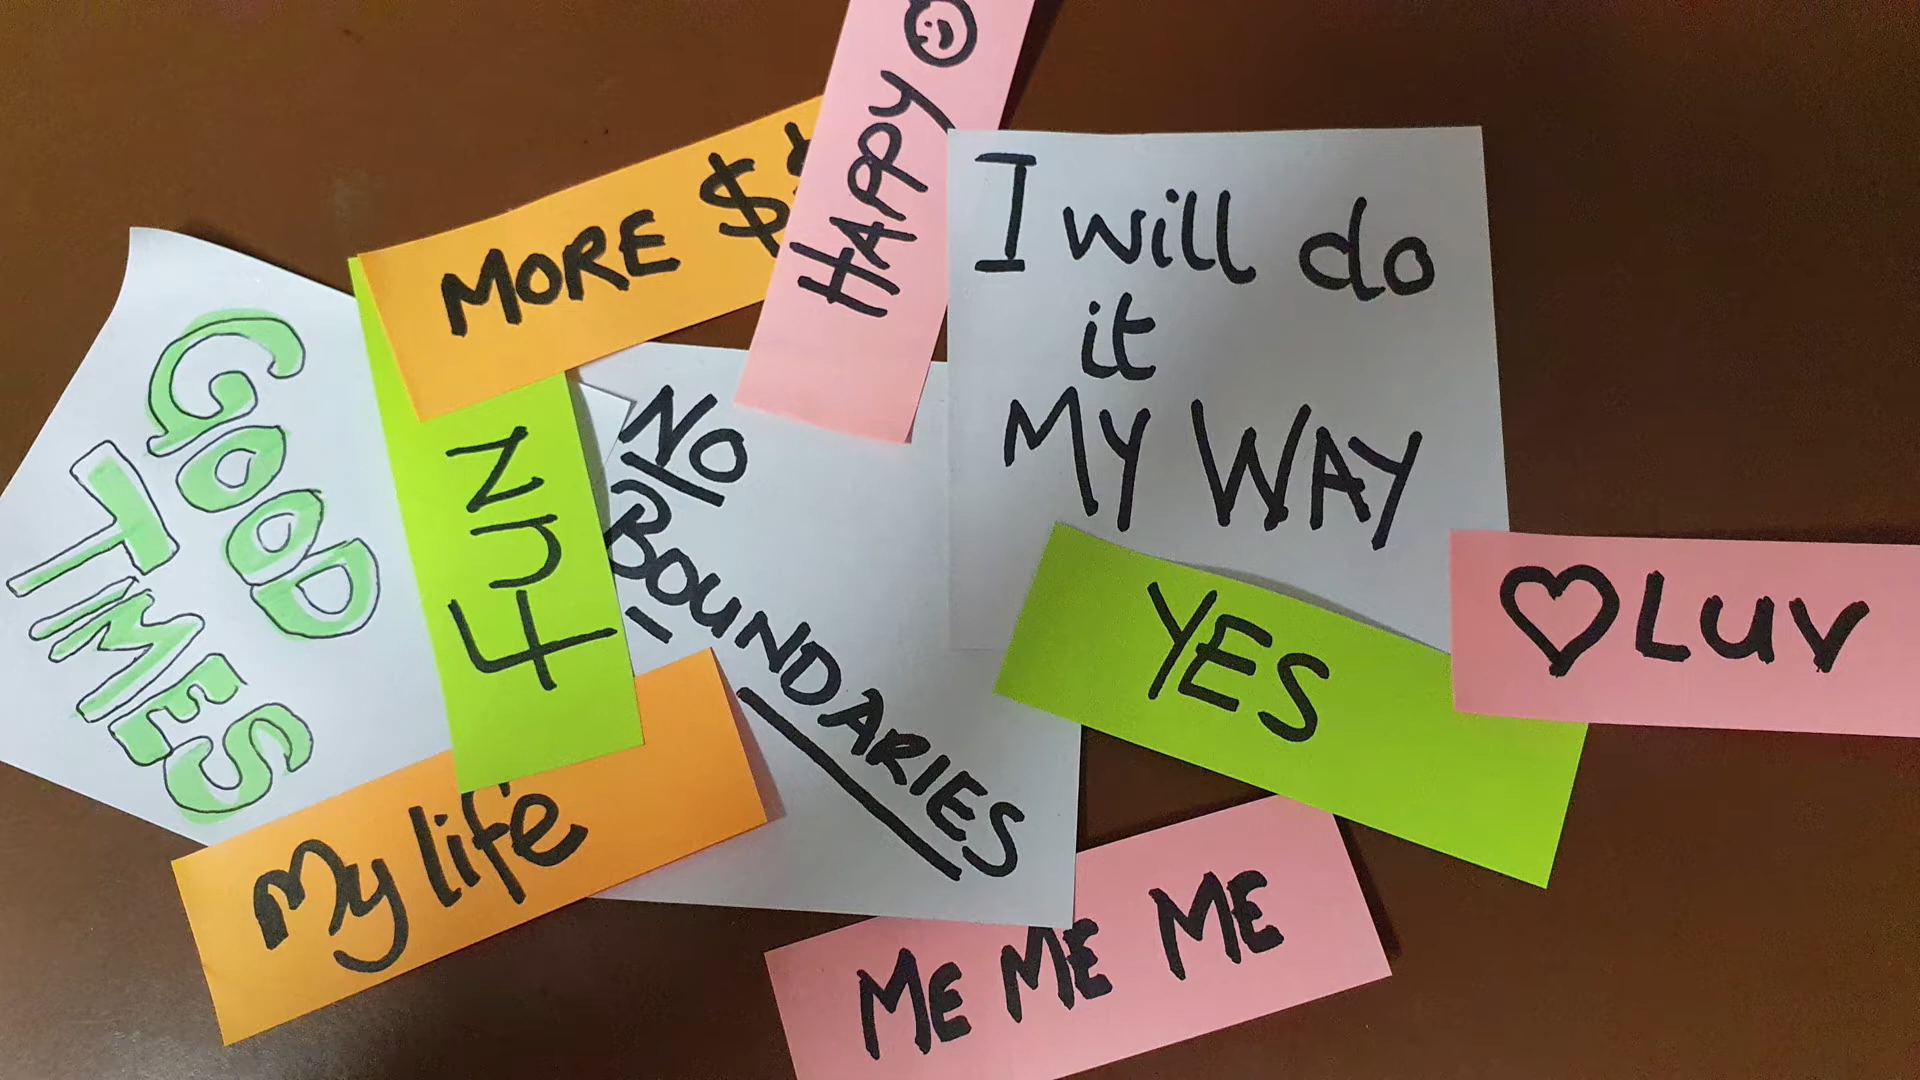 HAPPY
MORE $
I will do
it
MY WAY
GOOD
TIMES
FUN
NO
BOUNDARIES
YES
LUV
My life
ME ME ME